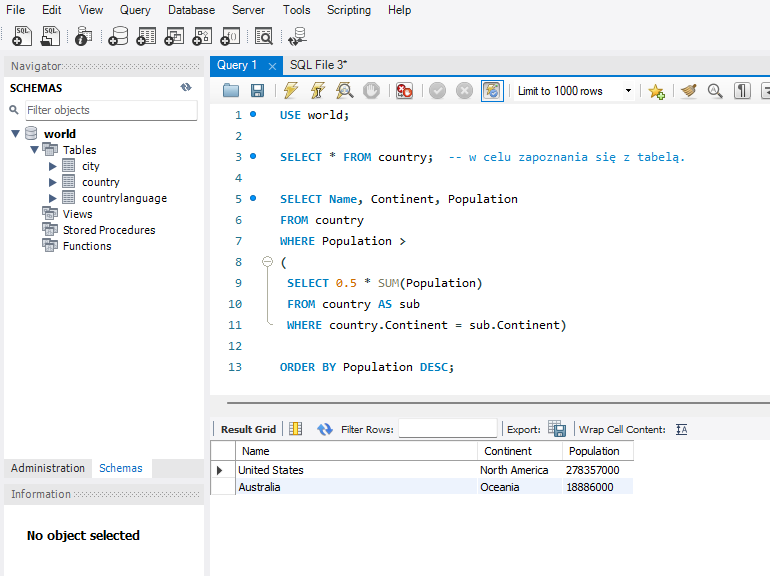 File Edit View Query Database Server Tools Scripting Help
SQL SQL
Navigator
SCHEMAS
Filter objects
world
Tables
city
country
countrylanguage
Views
Stored Procedures
Functions
Administration Schemas
Information
No object selected
Query 1 SQL File 3*
Limit to 1000 rows
1 USE world;
2
3 SELECT * FROM country; -- w celu zapoznania się z tabelą.
4
5 SELECT Name, Continent, Population
6 FROM country
7 WHERE Population >
8 (
9 SELECT 0.5 * SUM(Population)
10 FROM country AS sub
11 WHERE country.Continent = sub.Continent)
12
13 ORDER BY Population DESC;
Result Grid Filter Rows: Export: Wrap Cell Content:
Name Continent Population
United States North America 278357000
Australia Oceania 18886000